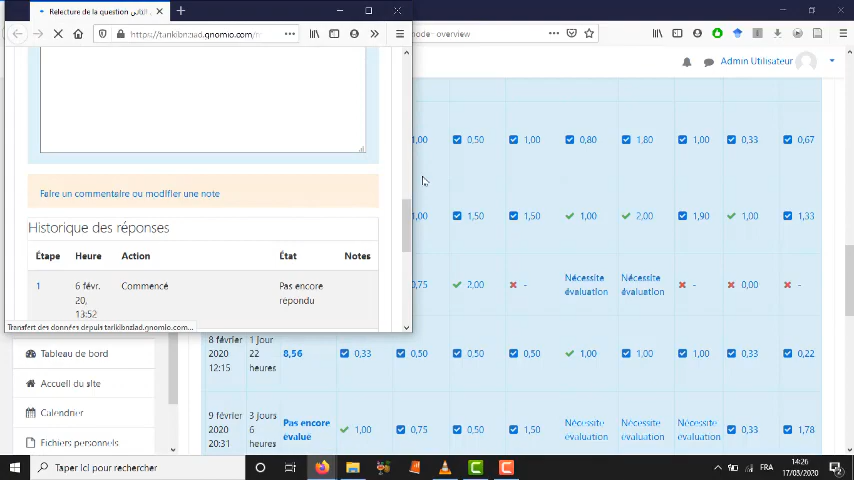 Relecture de la question
https://tarikibnziad.gnomio.com/m
mode - overview
Admin Utilisateur
1,00 0,50 1,00 0,80 1,80 1,00 0,33 0,67
Faire un commentaire ou modifier une note
1,00 1,50 1,50 1,00 2,00 1,90 1,00 1,33
Historique des réponses
Étape Heure Action État Notes
1 6 févr. 20, 13:52 Commencé Pas encore répondu
0,75 2,00 - Nécessite évaluation Nécessite évaluation - 0,00 -
Transfert des données depuis tarikibnziad.gnomio.com...
Tableau de bord
Accueil du site
Calendrier
Fichiers personnels
8 février 2020 12:15 1 jour 22 heures 8,56 0,33 0,50 0,50 1,00 1,00 1,00 0,33 0,22
9 février 2020 20:31 3 jours 6 heures Pas encore évalué 1,00 0,75 0,50 1,50 Nécessite évaluation Nécessite évaluation Nécessite évaluation 0,33 1,78
Taper ici pour rechercher
FRA
14:26
17/03/2020
2